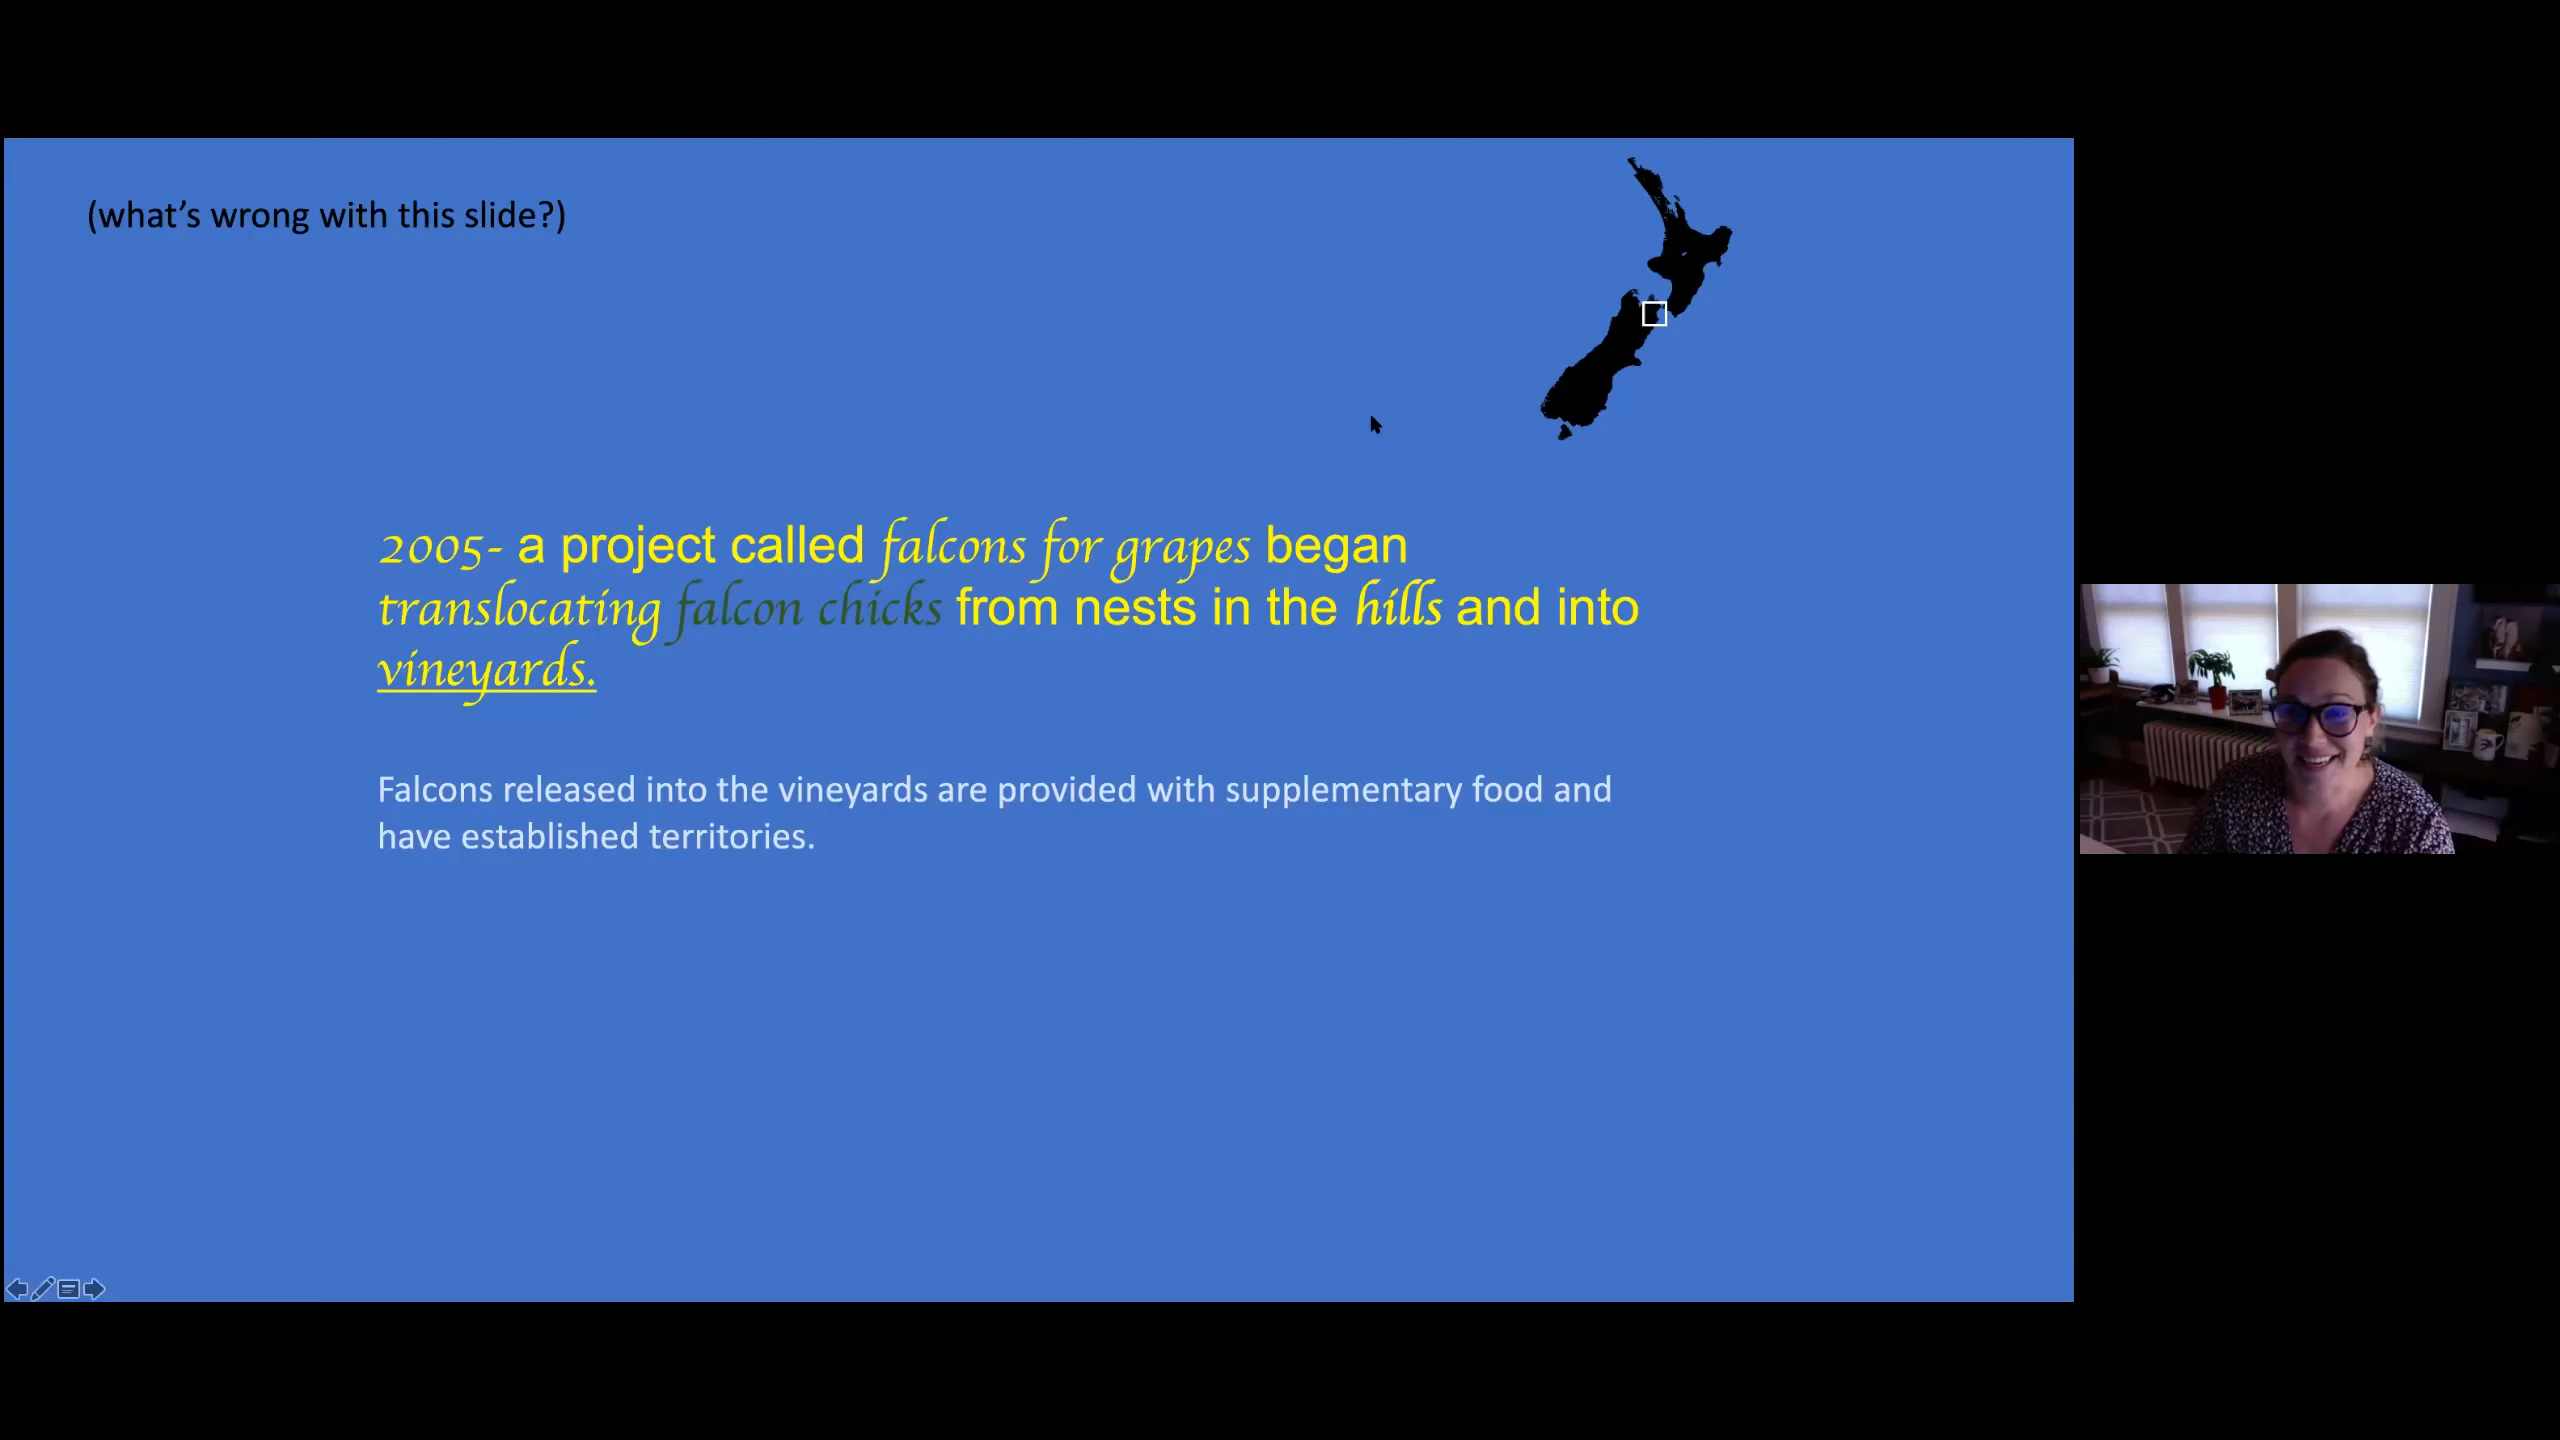 (what's wrong with this slide?)
2005- a project called falcons for grapes began
translocating falcon chicks from nests in the hills and into
vineyards.
Falcons released into the vineyards are provided with supplementary food and
have established territories.